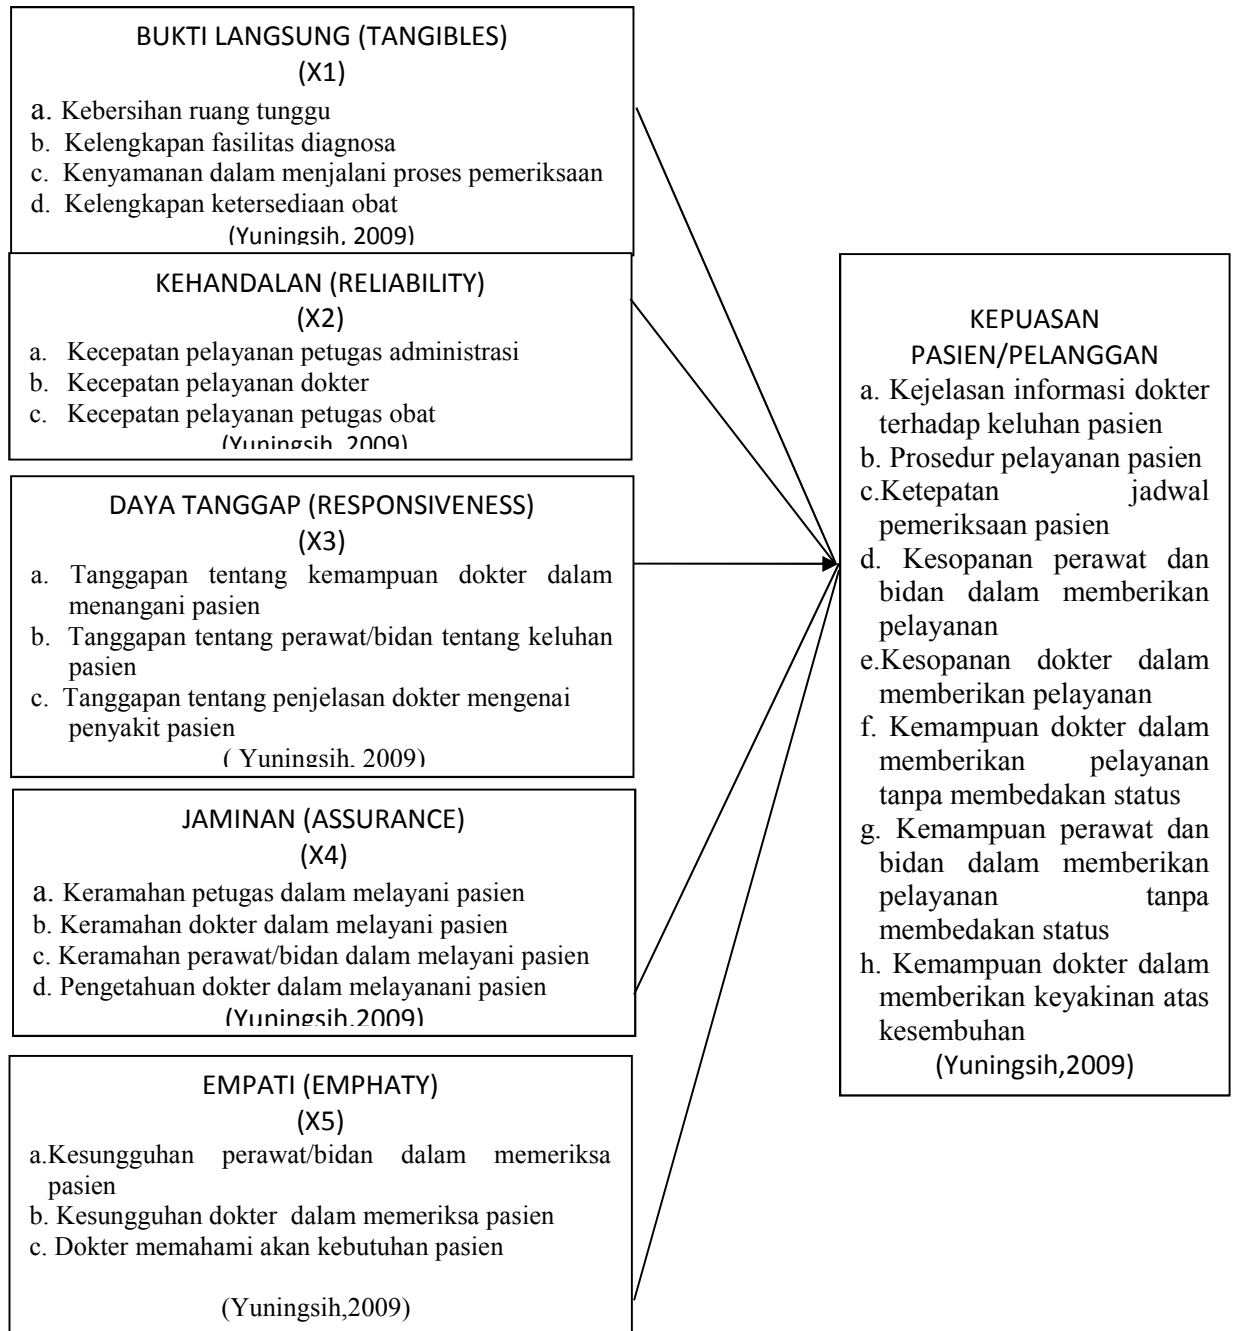 BUKTI LANGSUNG (TANGIBLES)
(X1)
a. Kebersihan ruang tunggu
b. Kelengkapan fasilitas diagnosa
c. Kenyamanan dalam menjalani proses pemeriksaan
d. Kelengkapan ketersediaan obat
(Yuningsih, 2009)
KEHANDALAN (RELIABILITY)
(X2)
a. Kecepatan pelayanan petugas administrasi
b. Kecepatan pelayanan dokter
c. Kecepatan pelayanan petugas obat
(Yuningsih, 2009)
DAYA TANGGAP (RESPONSIVENESS)
(X3)
a. Tanggapan tentang kemampuan dokter dalam
menangani pasien
b. Tanggapan tentang perawat/bidan tentang keluhan
pasien
c. Tanggapan tentang penjelasan dokter mengenai
penyakit pasien
( Yuningsih, 2009)
JAMINAN (ASSURANCE)
(X4)
a. Keramahan petugas dalam melayani pasien
b. Keramahan dokter dalam melayani pasien
c. Keramahan perawat/bidan dalam melayani pasien
d. Pengetahuan dokter dalam melayanani pasien
(Yuningsih,2009)
EMPATI (EMPHATY)
(X5)
a.Kesungguhan perawat/bidan dalam memeriksa
pasien
b. Kesungguhan dokter dalam memeriksa pasien
c. Dokter memahami akan kebutuhan pasien
(Yuningsih,2009)
KEPUASAN
PASIEN/PELANGGAN
a. Kejelasan informasi dokter
terhadap keluhan pasien
b. Prosedur pelayanan pasien
c.Ketepatan jadwal
pemeriksaan pasien
d. Kesopanan perawat dan
bidan dalam memberikan
pelayanan
e.Kesopanan dokter dalam
memberikan pelayanan
f. Kemampuan dokter dalam
memberikan pelayanan
tanpa membedakan status
g. Kemampuan perawat dan
bidan dalam memberikan
pelayanan tanpa
membedakan status
h. Kemampuan dokter dalam
memberikan keyakinan atas
kesembuhan
(Yuningsih,2009)